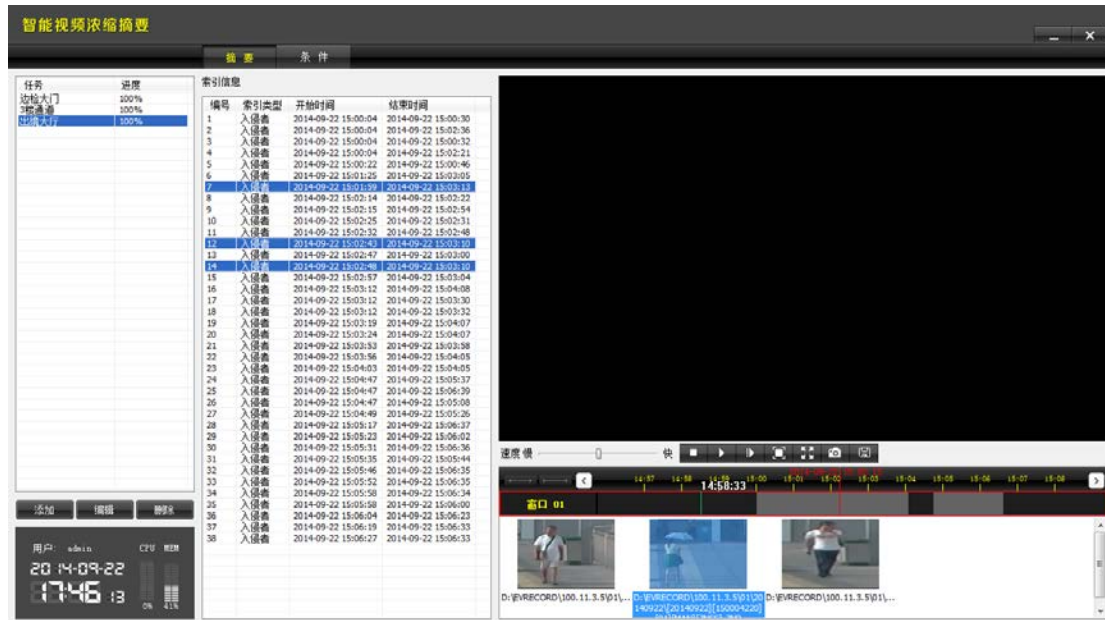 智能视频浓缩摘要
摘 要 条 件
任务 进度
边检大门 100%
3楼通道 100%
出境大厅 100%
索引信息
编号 索引类型 开始时间 结束时间
1 入侵者 2014-09-22 15:00:04 2014-09-22 15:00:30
2 入侵者 2014-09-22 15:00:04 2014-09-22 15:02:36
3 入侵者 2014-09-22 15:00:04 2014-09-22 15:00:32
4 入侵者 2014-09-22 15:00:04 2014-09-22 15:02:21
5 入侵者 2014-09-22 15:00:22 2014-09-22 15:00:46
6 入侵者 2014-09-22 15:01:25 2014-09-22 15:03:05
7 入侵者 2014-09-22 15:01:59 2014-09-22 15:03:13
8 入侵者 2014-09-22 15:02:14 2014-09-22 15:02:22
9 入侵者 2014-09-22 15:02:15 2014-09-22 15:02:54
10 入侵者 2014-09-22 15:02:25 2014-09-22 15:02:31
11 入侵者 2014-09-22 15:02:32 2014-09-22 15:02:48
12 入侵者 2014-09-22 15:02:43 2014-09-22 15:03:10
13 入侵者 2014-09-22 15:02:47 2014-09-22 15:03:00
14 入侵者 2014-09-22 15:02:48 2014-09-22 15:03:10
15 入侵者 2014-09-22 15:02:57 2014-09-22 15:03:04
16 入侵者 2014-09-22 15:03:12 2014-09-22 15:04:08
17 入侵者 2014-09-22 15:03:12 2014-09-22 15:03:30
18 入侵者 2014-09-22 15:03:12 2014-09-22 15:03:32
19 入侵者 2014-09-22 15:03:19 2014-09-22 15:04:07
20 入侵者 2014-09-22 15:03:24 2014-09-22 15:04:07
21 入侵者 2014-09-22 15:03:53 2014-09-22 15:03:58
22 入侵者 2014-09-22 15:03:56 2014-09-22 15:04:05
23 入侵者 2014-09-22 15:04:03 2014-09-22 15:04:05
24 入侵者 2014-09-22 15:04:47 2014-09-22 15:05:37
25 入侵者 2014-09-22 15:04:47 2014-09-22 15:06:39
26 入侵者 2014-09-22 15:04:47 2014-09-22 15:05:08
27 入侵者 2014-09-22 15:04:49 2014-09-22 15:05:26
28 入侵者 2014-09-22 15:05:17 2014-09-22 15:06:37
29 入侵者 2014-09-22 15:05:23 2014-09-22 15:06:02
30 入侵者 2014-09-22 15:05:31 2014-09-22 15:06:36
31 入侵者 2014-09-22 15:05:35 2014-09-22 15:05:44
32 入侵者 2014-09-22 15:05:46 2014-09-22 15:06:35
33 入侵者 2014-09-22 15:05:52 2014-09-22 15:06:35
34 入侵者 2014-09-22 15:05:58 2014-09-22 15:06:34
35 入侵者 2014-09-22 15:05:58 2014-09-22 15:06:00
36 入侵者 2014-09-22 15:06:04 2014-09-22 15:06:23
37 入侵者 2014-09-22 15:06:19 2014-09-22 15:06:33
38 入侵者 2014-09-22 15:06:27 2014-09-22 15:06:33
添加 编辑 删除
用户: admin CPU MEM
2014-09-22
17:46 13 0% 41%
速度 慢 快
14:57 14:58 15:00 15:01 15:02 15:03 15:04 15:05 15:06 15:07 15:08
14:58:33
窗口 01
D:\EVRECORD\100.11.3.5\01\... D:\EVRECORD\100.11.3.5\01\20 D:\EVRECORD\100.11.3.5\01\...
140922\[20140922][150004220]